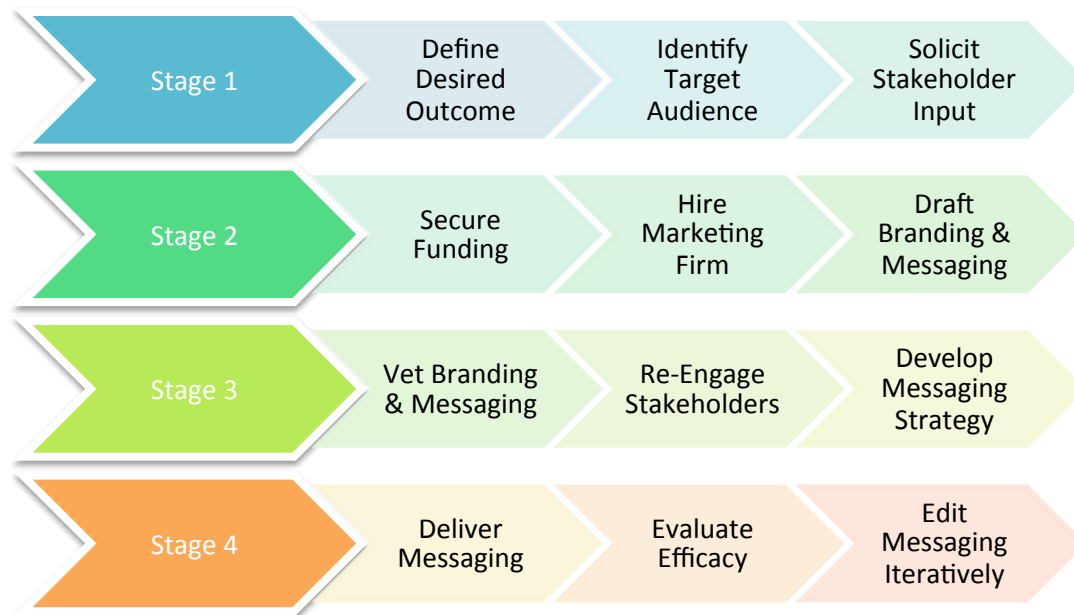 Stage 1
Define
Desired
Outcome
Identify
Target
Audience
Solicit
Stakeholder
Input
Stage 2
Secure
Funding
Hire
Marketing
Firm
Draft
Branding &
Messaging
Stage 3
Vet Branding
& Messaging
Re-Engage
Stakeholders
Develop
Messaging
Strategy
Stage 4
Deliver
Messaging
Evaluate
Efficacy
Edit
Messaging
Iteratively